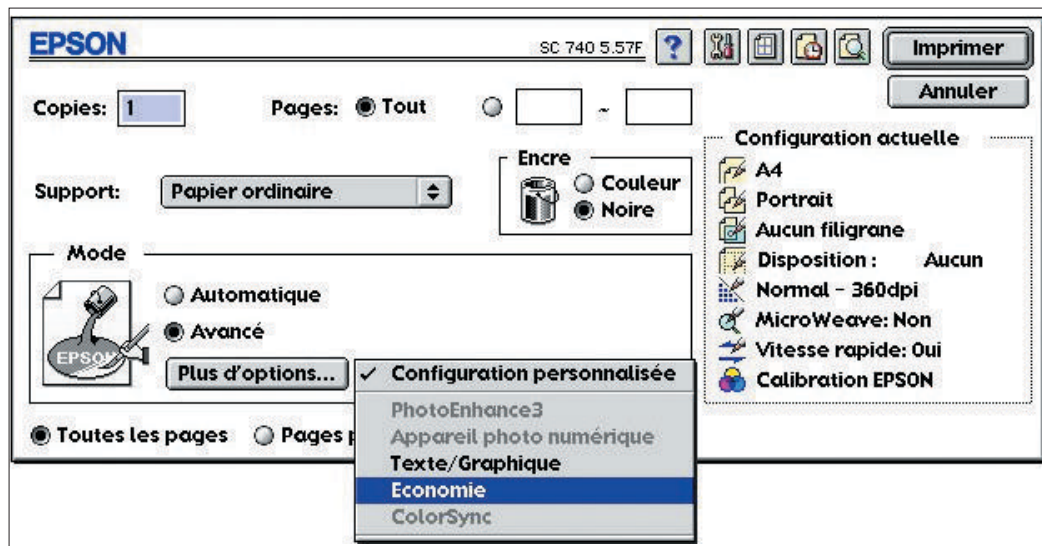 EPSON
SC 740 5.57F
?
Imprimer
Annuler
Copies: 1
Pages: Tout
~
Support: Papier ordinaire
Encre
Couleur
Noire
Mode
EPSON
Automatique
Avancé
Plus d'options...
✓ Configuration personnalisée
PhotoEnhance3
Appareil photo numérique
Texte/Graphique
Economie
ColorSync
Toutes les pages
Pages
Configuration actuelle
A4
Portrait
Aucun filigrane
Disposition : Aucun
Normal - 360dpi
MicroWeave: Non
Vitesse rapide: Oui
Calibration EPSON